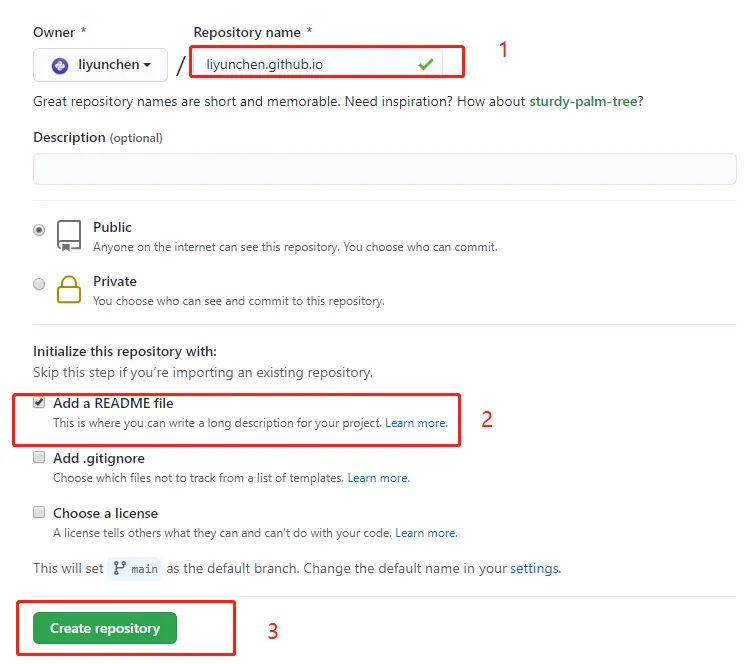 Owner * Repository name *
liyunchen / liyunchen.github.io 1
Great repository names are short and memorable. Need inspiration? How about sturdy-palm-tree?
Description (optional)
Public
Anyone on the internet can see this repository. You choose who can commit.
Private
You choose who can see and commit to this repository.
Initialize this repository with:
Skip this step if you're importing an existing repository.
Add a README file
This is where you can write a long description for your project. Learn more. 2
Add .gitignore
Choose which files not to track from a list of templates. Learn more.
Choose a license
A license tells others what they can and can't do with your code. Learn more.
This will set main as the default branch. Change the default name in your settings.
Create repository 3